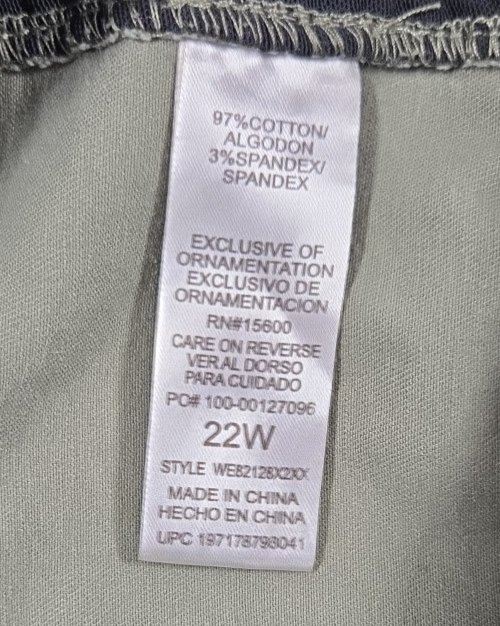 97%COTTON/
ALGODON
3%SPANDEX/
SPANDEX
EXCLUSIVE OF
ORNAMENTATION
EXCLUSIVO DE
ORNAMENTACION
RN#15600
CARE ON REVERSE
VER AL DORSO
PARA CUIDADO
PO# 100-00127096
22W
STYLE WE82128X2XX
MADE IN CHINA
HECHO EN CHINA
UPC 197178798041